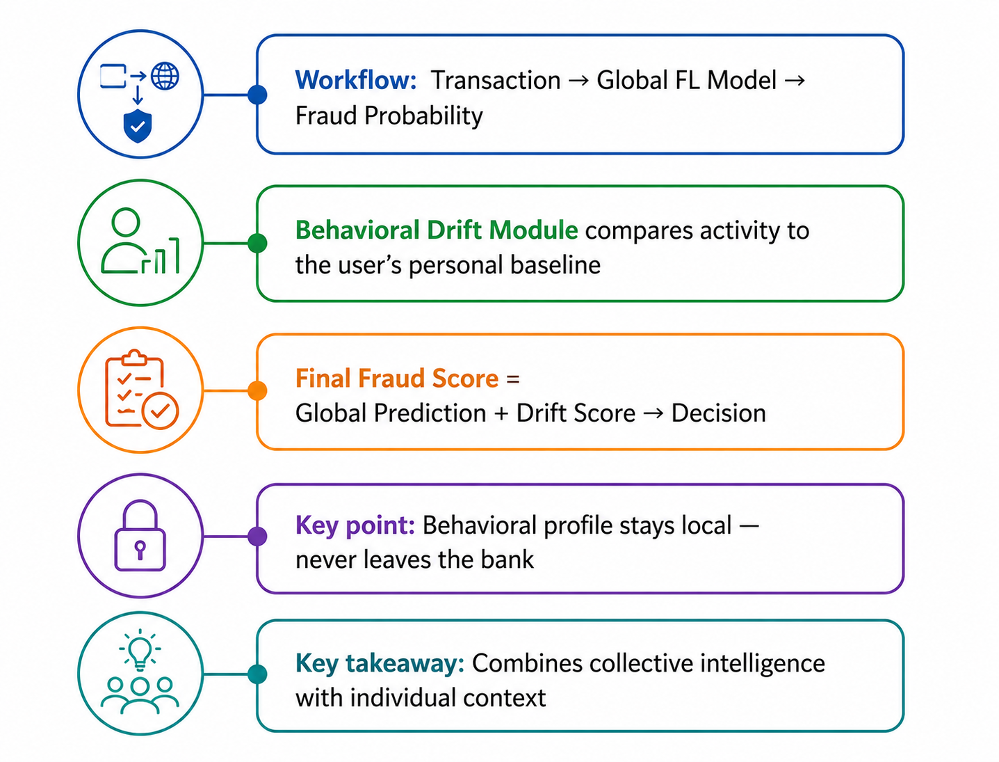 Workflow: Transaction → Global FL Model →
Fraud Probability
Behavioral Drift Module compares activity to
the user’s personal baseline
Final Fraud Score =
Global Prediction + Drift Score → Decision
Key point: Behavioral profile stays local —
never leaves the bank
Key takeaway: Combines collective intelligence
with individual context